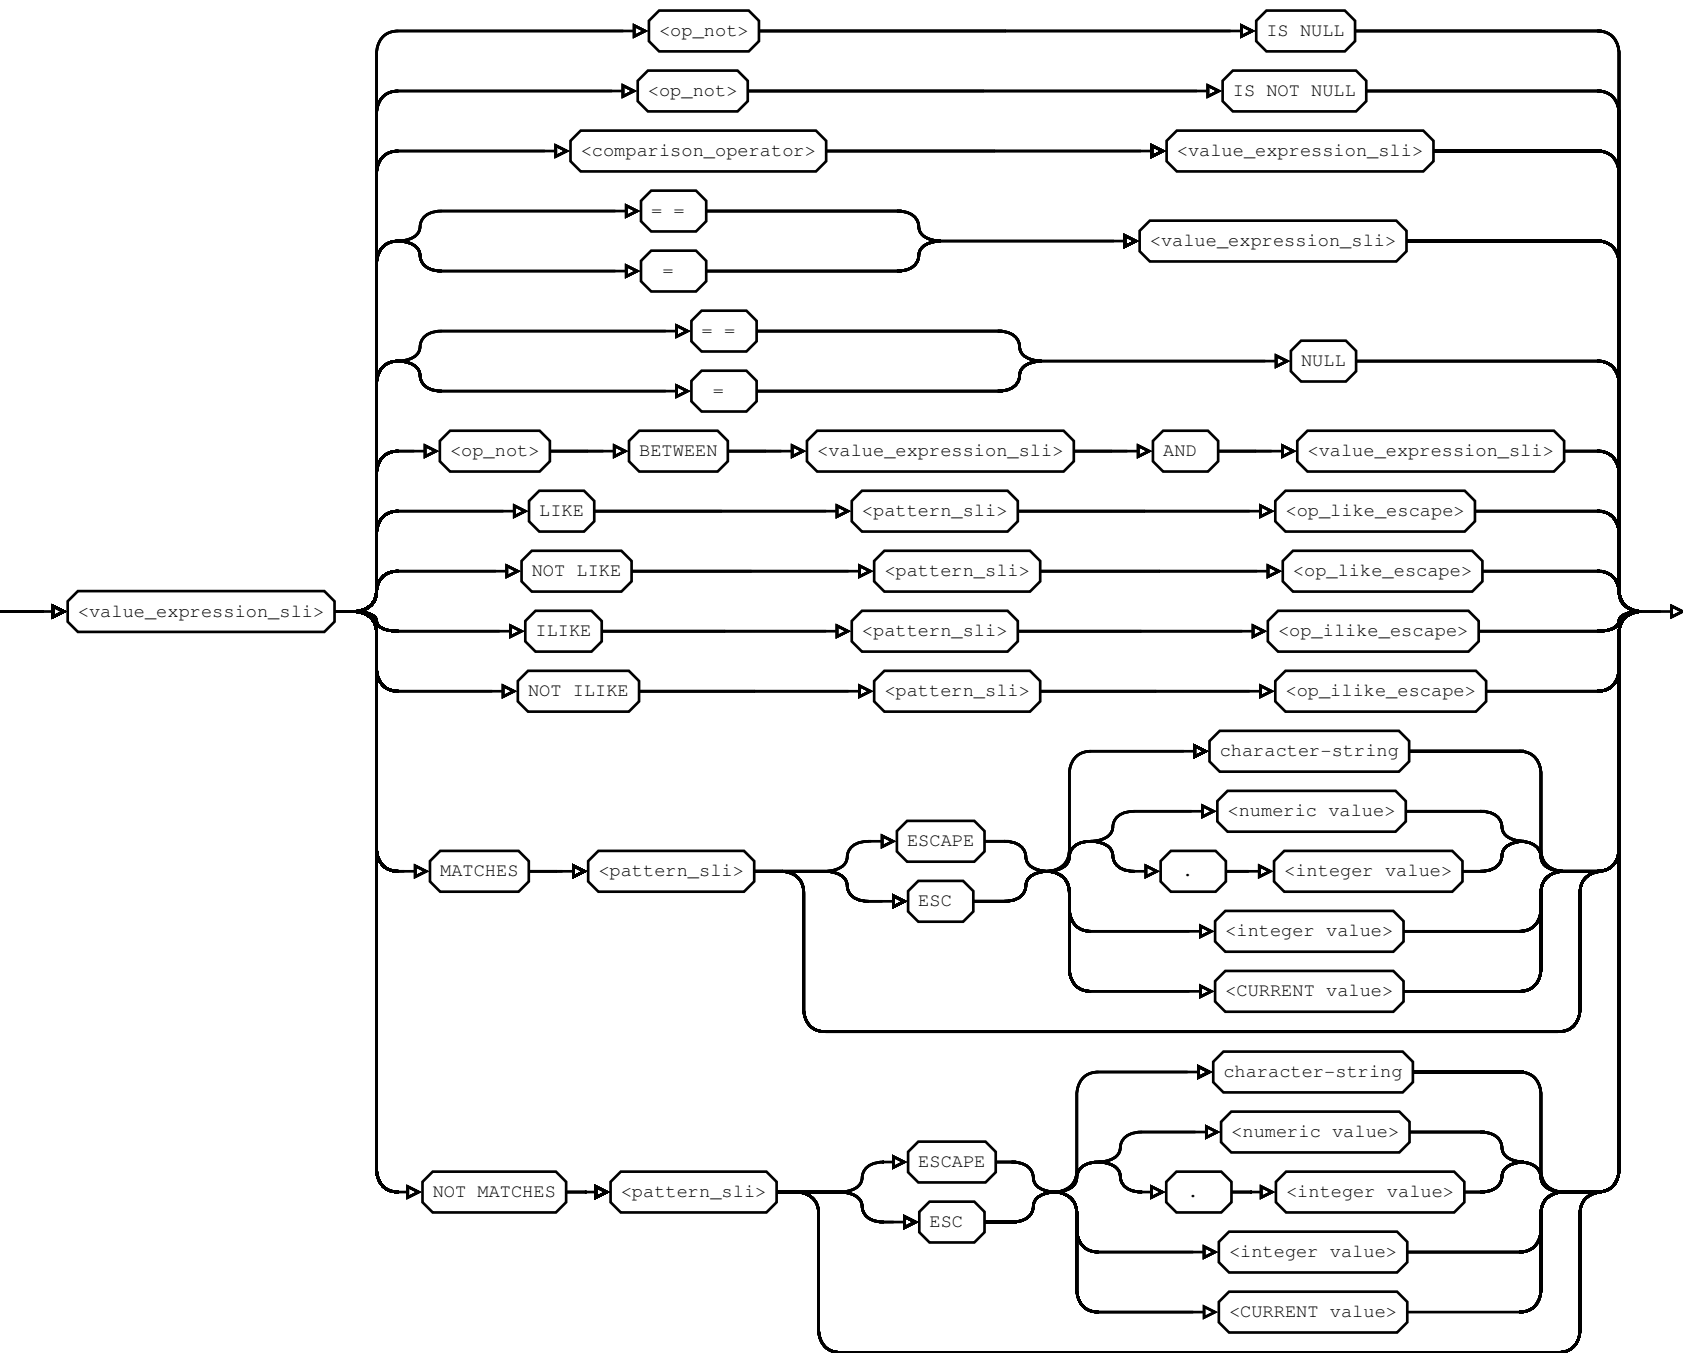 <op_not> IS NULL
<op_not> IS NOT NULL
<comparison_operator> <value_expression_sli>
= =
<value_expression_sli>
=
= =
NULL
=
<op_not> BETWEEN <value_expression_sli> AND <value_expression_sli>
LIKE <pattern_sli> <op_like_escape>
NOT LIKE <pattern_sli> <op_like_escape>
<value_expression_sli>
ILIKE <pattern_sli> <op_ilike_escape>
NOT ILIKE <pattern_sli> <op_ilike_escape>
character-string
<numeric value>
ESCAPE
MATCHES <pattern_sli> . <integer value>
ESC
<integer value>
<CURRENT value>
character-string
<numeric value>
ESCAPE
NOT MATCHES <pattern_sli> . <integer value>
ESC
<integer value>
<CURRENT value>